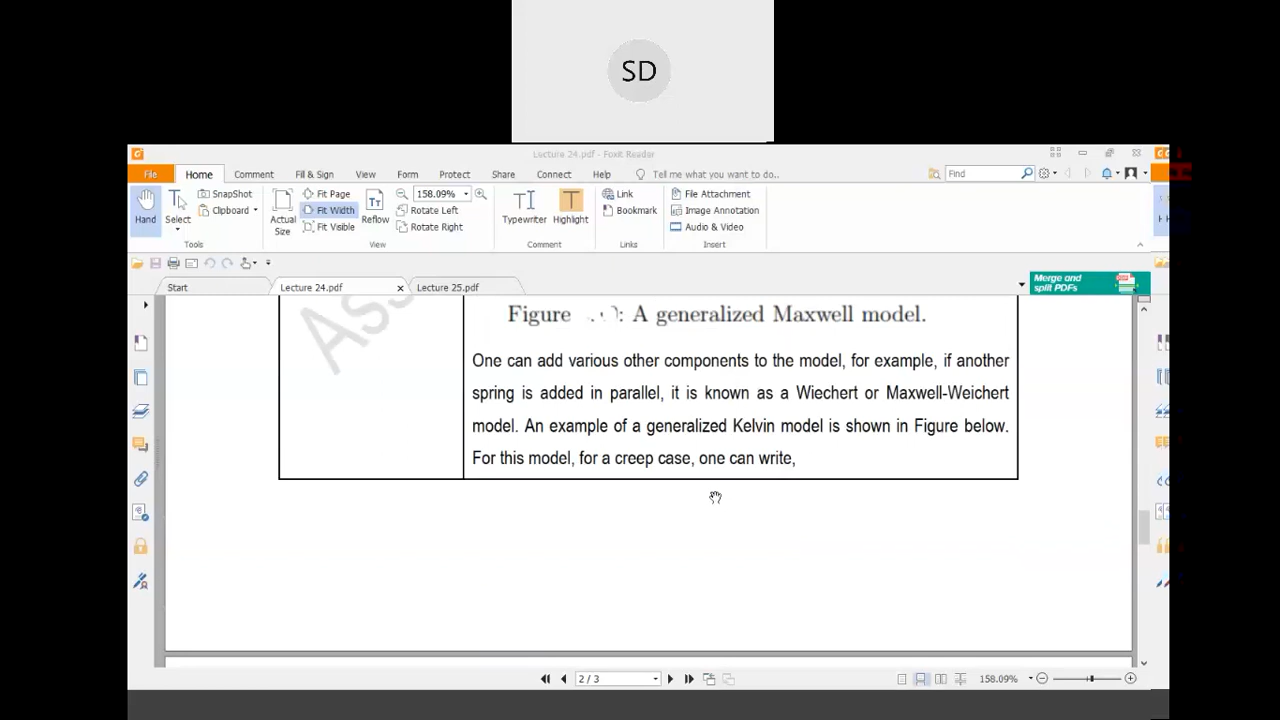 SD
Lecture 24.pdf - Foxit Reader
File Home Comment Fill & Sign View Form Protect Share Connect Help Tell me what you want to do.. Find
Hand
Select
SnapShot
Clipboard
Tools
Actual Size
Fit Page
Fit Width
Fit Visible
Reflow
158.09%
Rotate Left
Rotate Right
View
Typewriter
Highlight
Comment
Link
Bookmark
Links
File Attachment
Image Annotation
Audio & Video
Insert
Start Lecture 24.pdf Lecture 25.pdf
Merge and
split PDFs
Figure : A generalized Maxwell model.
One can add various other components to the model, for example, if another
spring is added in parallel, it is known as a Wiechert or Maxwell-Weichert
model. An example of a generalized Kelvin model is shown in Figure below.
For this model, for a creep case, one can write,
2 / 3
158.09%